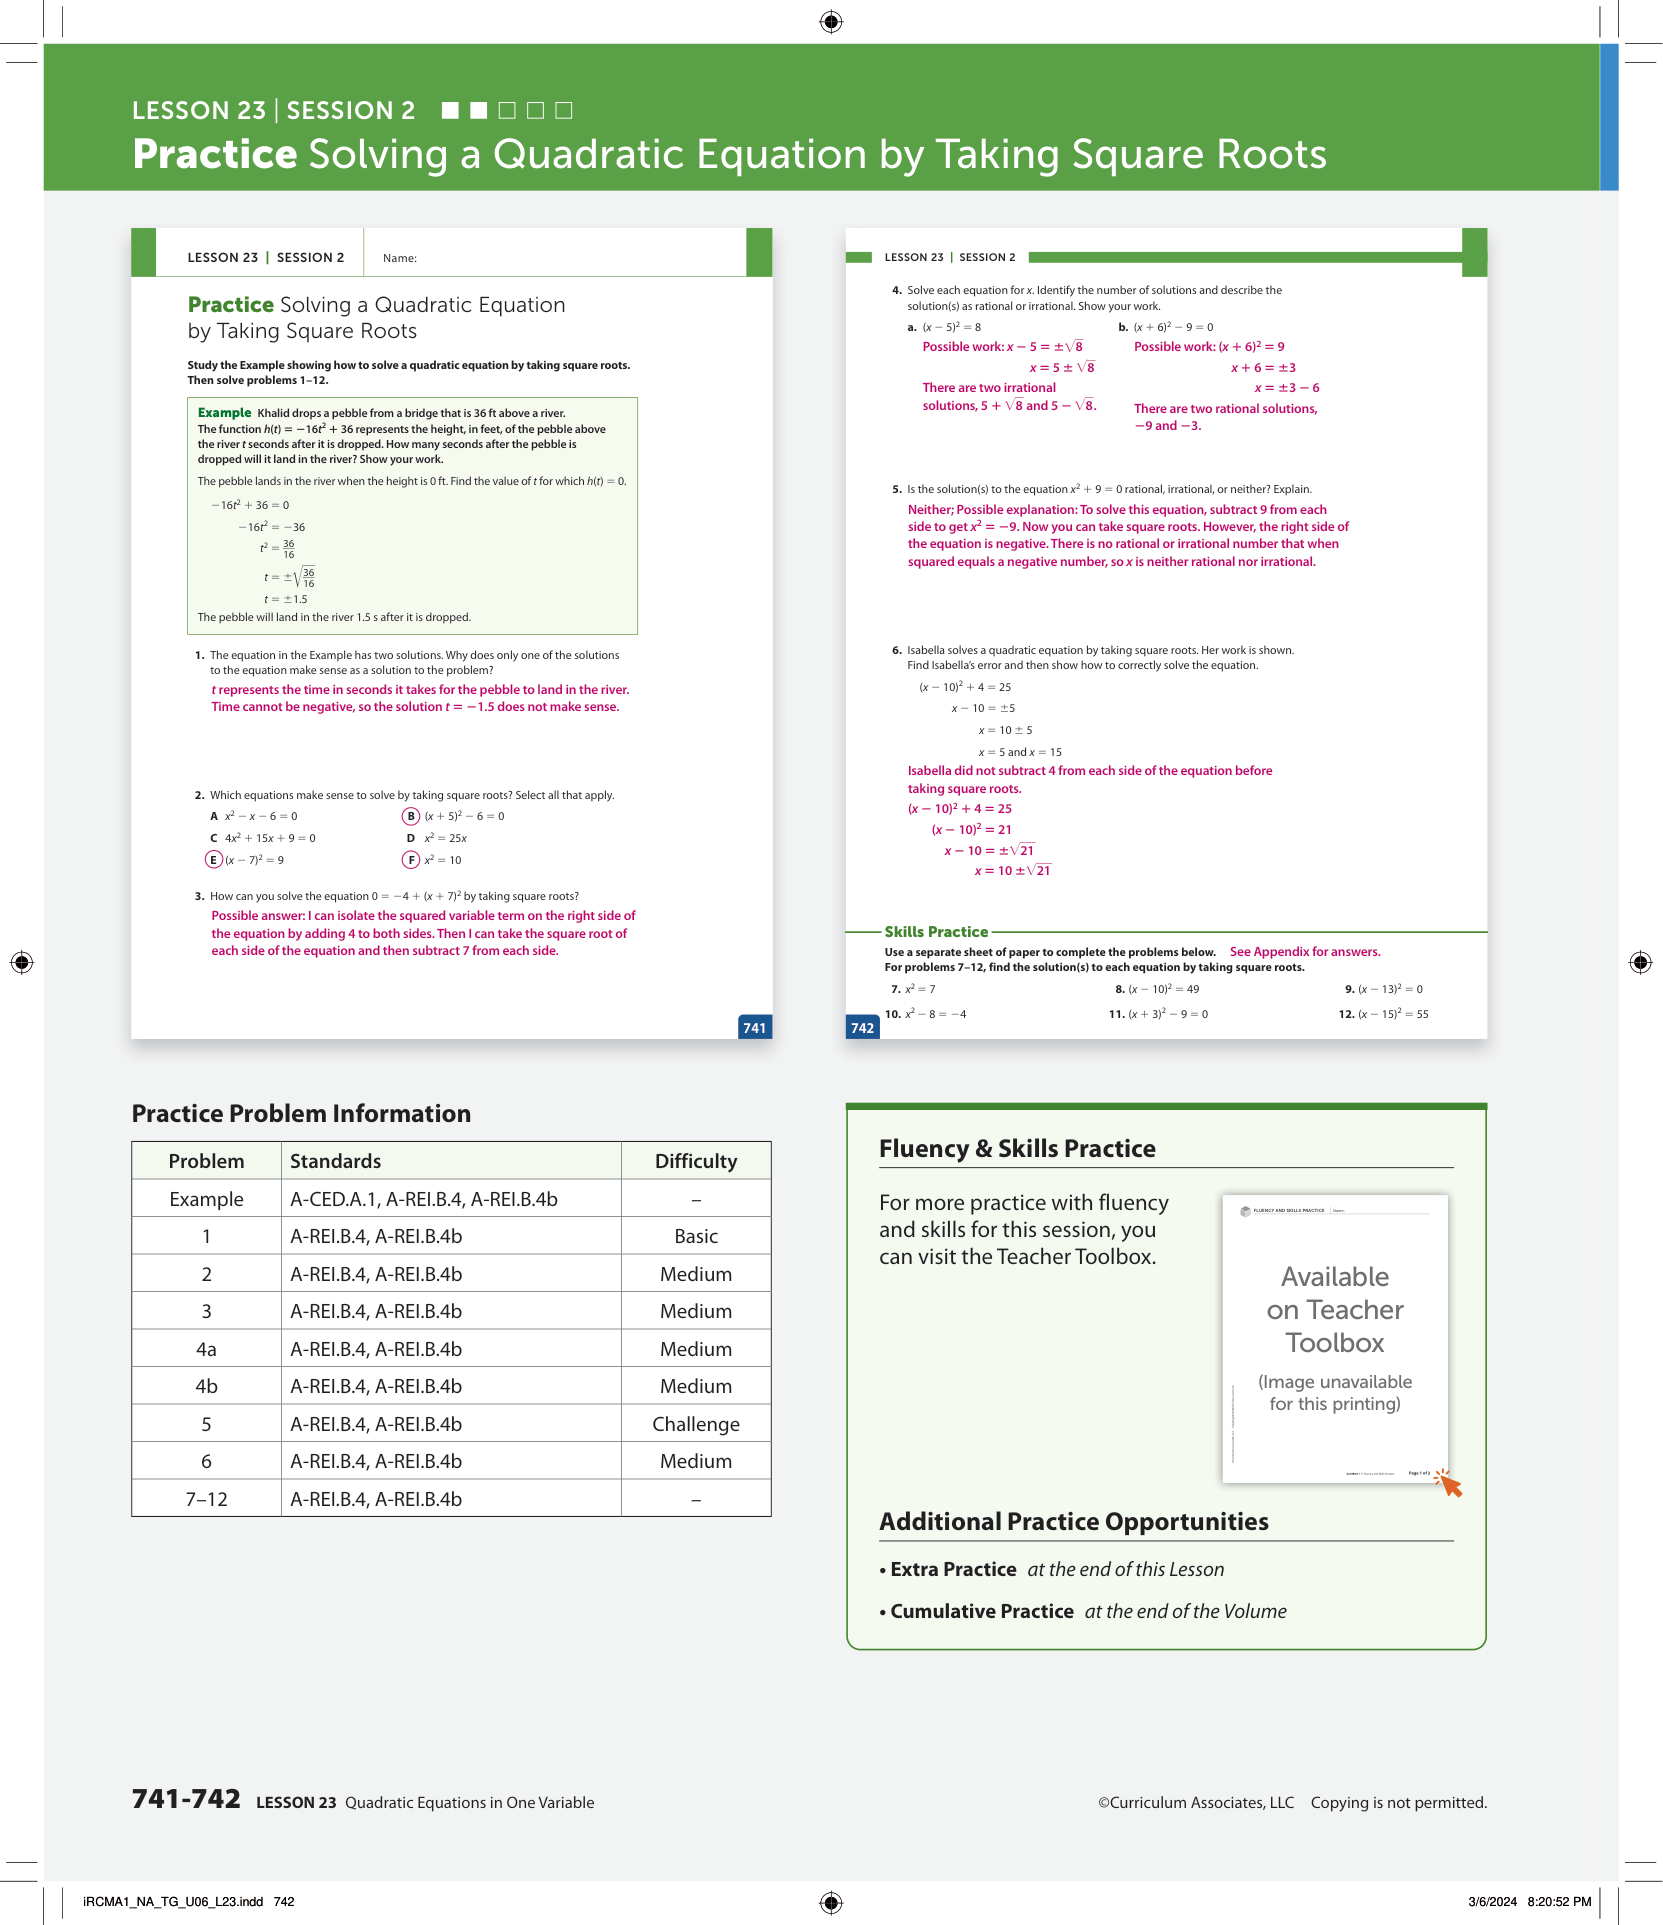 LESSON 23 | SESSION 2
Practice Solving a Quadratic Equation by Taking Square Roots
LESSON 23 | SESSION 2 Name:
Practice Solving a Quadratic Equation
by Taking Square Roots
Study the Example showing how to solve a quadratic equation by taking square roots.
Then solve problems 1–12.
Example Khalid drops a pebble from a bridge that is 36 ft above a river.
The function h(t) = −16t² + 36 represents the height, in feet, of the pebble above
the river t seconds after it is dropped. How many seconds after the pebble is
dropped will it land in the river? Show your work.
The pebble lands in the river when the height is 0 ft. Find the value of t for which h(t) = 0.
−16t² + 36 = 0
−16t² = −36
t² = 36/16
t = ±√(36/16)
t = ±1.5
The pebble will land in the river 1.5 s after it is dropped.
1. The equation in the Example has two solutions. Why does only one of the solutions
to the equation make sense as a solution to the problem?
t represents the time in seconds it takes for the pebble to land in the river.
Time cannot be negative, so the solution t = −1.5 does not make sense.
2. Which equations make sense to solve by taking square roots? Select all that apply.
A x² − x − 6 = 0 B (x + 5)² − 6 = 0
C 4x² + 15x + 9 = 0 D x² = 25x
E (x − 7)² = 9 F x² = 10
3. How can you solve the equation 0 = −4 + (x + 7)² by taking square roots?
Possible answer: I can isolate the squared variable term on the right side of
the equation by adding 4 to both sides. Then I can take the square root of
each side of the equation and then subtract 7 from each side.
741
LESSON 23 | SESSION 2
4. Solve each equation for x. Identify the number of solutions and describe the
solution(s) as rational or irrational. Show your work.
a. (x − 5)² = 8 b. (x + 6)² − 9 = 0
Possible work: x − 5 = ±√8 Possible work: (x + 6)² = 9
x = 5 ± √8 x + 6 = ±3
There are two irrational x = ±3 − 6
solutions, 5 + √8 and 5 − √8. There are two rational solutions,
−9 and −3.
5. Is the solution(s) to the equation x² + 9 = 0 rational, irrational, or neither? Explain.
Neither; Possible explanation: To solve this equation, subtract 9 from each
side to get x² = −9. Now you can take square roots. However, the right side of
the equation is negative. There is no rational or irrational number that when
squared equals a negative number, so x is neither rational nor irrational.
6. Isabella solves a quadratic equation by taking square roots. Her work is shown.
Find Isabella's error and then show how to correctly solve the equation.
(x − 10)² + 4 = 25
x − 10 = ±5
x = 10 ± 5
x = 5 and x = 15
Isabella did not subtract 4 from each side of the equation before
taking square roots.
(x − 10)² + 4 = 25
(x − 10)² = 21
x − 10 = ±√21
x = 10 ±√21
Skills Practice
Use a separate sheet of paper to complete the problems below. See Appendix for answers.
For problems 7–12, find the solution(s) to each equation by taking square roots.
7. x² = 7 8. (x − 10)² = 49 9. (x − 13)² = 0
10. x² − 8 = −4 11. (x + 3)² − 9 = 0 12. (x − 15)² = 55
742
Practice Problem Information
Problem Standards Difficulty
Example A-CED.A.1, A-REI.B.4, A-REI.B.4b –
1 A-REI.B.4, A-REI.B.4b Basic
2 A-REI.B.4, A-REI.B.4b Medium
3 A-REI.B.4, A-REI.B.4b Medium
4a A-REI.B.4, A-REI.B.4b Medium
4b A-REI.B.4, A-REI.B.4b Medium
5 A-REI.B.4, A-REI.B.4b Challenge
6 A-REI.B.4, A-REI.B.4b Medium
7–12 A-REI.B.4, A-REI.B.4b –
Fluency & Skills Practice
For more practice with fluency
and skills for this session, you
can visit the Teacher Toolbox.
FLUENCY AND SKILLS PRACTICE Name:
Available
on Teacher
Toolbox
(Image unavailable
for this printing)
Page 1 of 2
Additional Practice Opportunities
• Extra Practice at the end of this Lesson
• Cumulative Practice at the end of the Volume
741-742 LESSON 23 Quadratic Equations in One Variable
©Curriculum Associates, LLC Copying is not permitted.
iRCMA1_NA_TG_U06_L23.indd 742
3/6/2024 8:20:52 PM